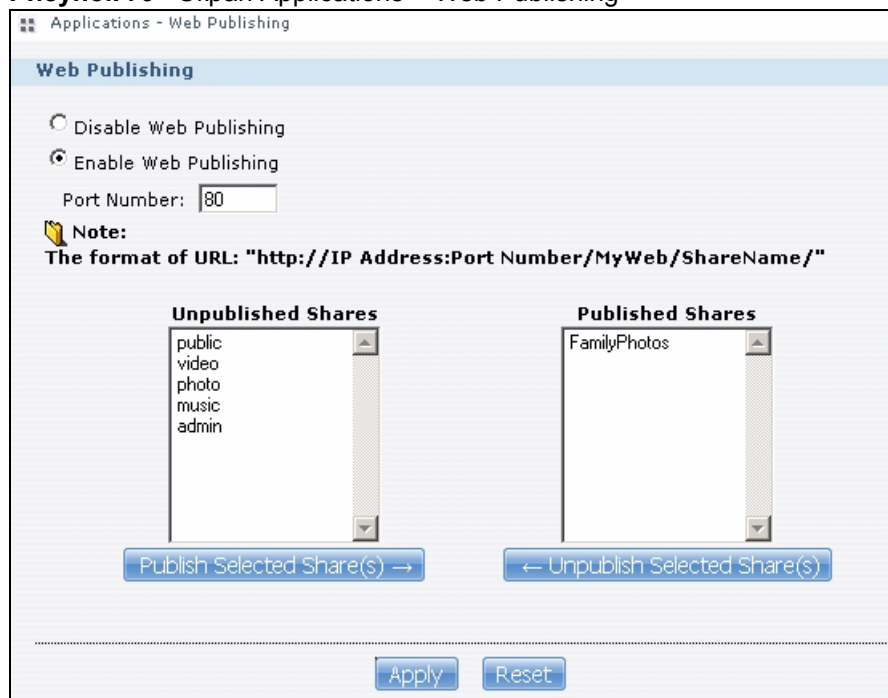 Applications - Web Publishing
Web Publishing
Disable Web Publishing
Enable Web Publishing
Port Number: 80
Note:
The format of URL: "http://IP Address:Port Number/MyWeb/ShareName/"
Unpublished Shares
public
video
photo
music
admin
Publish Selected Share(s) →
Published Shares
FamilyPhotos
← Unpublish Selected Share(s)
Apply
Reset